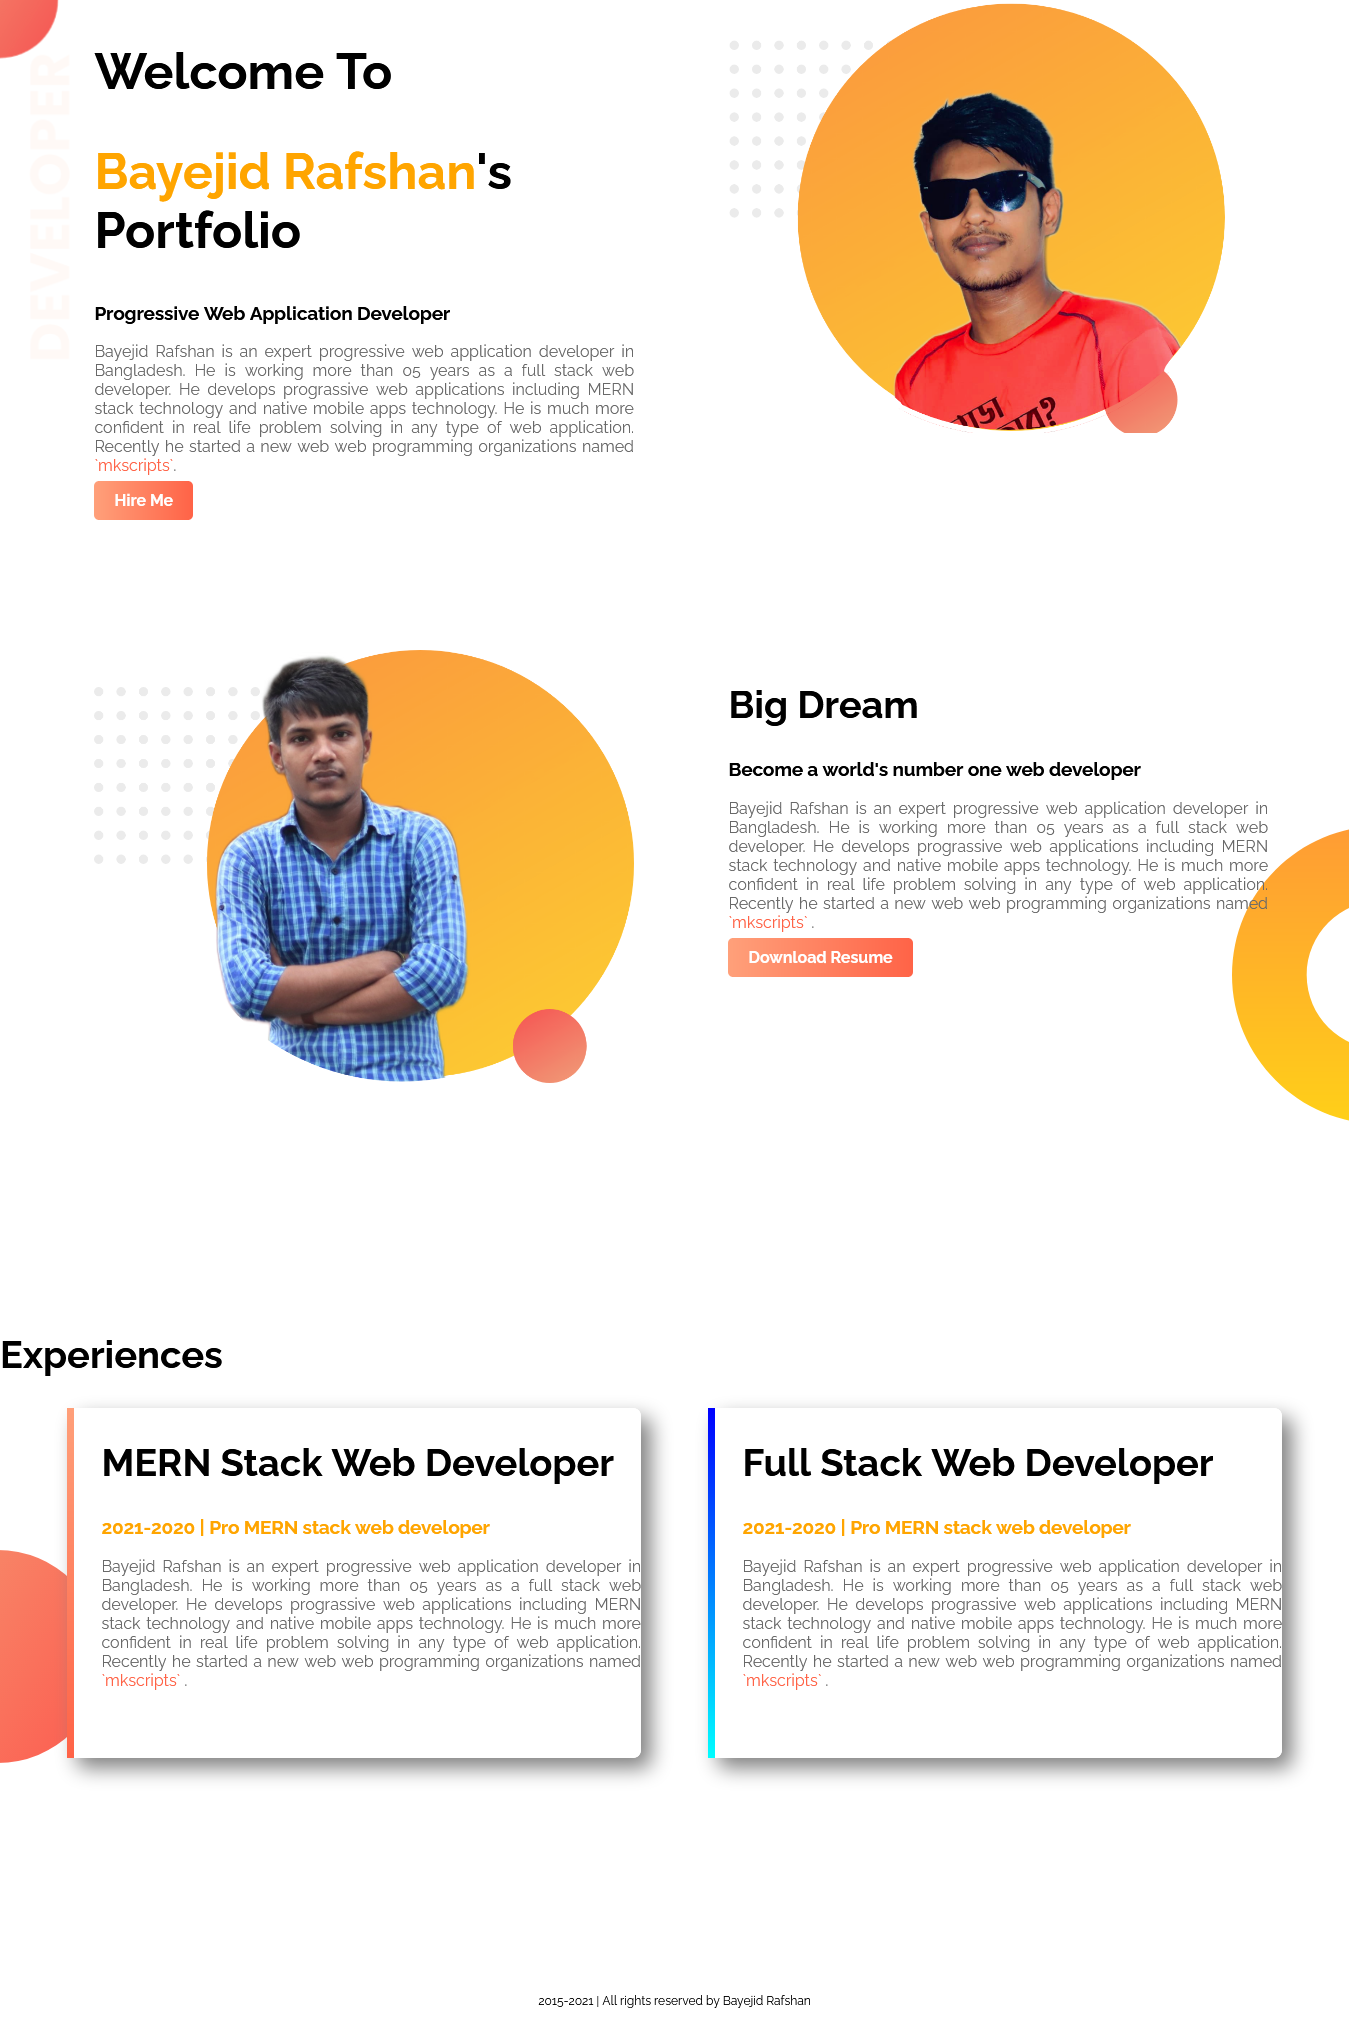 DEVELOPER
Welcome To
Bayejid Rafshan's
Portfolio
Progressive Web Application Developer
Bayejid Rafshan is an expert progressive web application developer in
Bangladesh. He is working more than 05 years as a full stack web
developer. He develops prograssive web applications including MERN
stack technology and native mobile apps technology. He is much more
confident in real life problem solving in any type of web application.
Recently he started a new web web programming organizations named
`mkscripts`.
Hire Me
Big Dream
Become a world's number one web developer
Bayejid Rafshan is an expert progressive web application developer in
Bangladesh. He is working more than 05 years as a full stack web
developer. He develops prograssive web applications including MERN
stack technology and native mobile apps technology. He is much more
confident in real life problem solving in any type of web application.
Recently he started a new web web programming organizations named
`mkscripts` .
Download Resume
Experiences
MERN Stack Web Developer
2021-2020 | Pro MERN stack web developer
Bayejid Rafshan is an expert progressive web application developer in
Bangladesh. He is working more than 05 years as a full stack web
developer. He develops prograssive web applications including MERN
stack technology and native mobile apps technology. He is much more
confident in real life problem solving in any type of web application.
Recently he started a new web web programming organizations named
`mkscripts` .
Full Stack Web Developer
2021-2020 | Pro MERN stack web developer
Bayejid Rafshan is an expert progressive web application developer in
Bangladesh. He is working more than 05 years as a full stack web
developer. He develops prograssive web applications including MERN
stack technology and native mobile apps technology. He is much more
confident in real life problem solving in any type of web application.
Recently he started a new web web programming organizations named
`mkscripts` .
2015-2021 | All rights reserved by Bayejid Rafshan